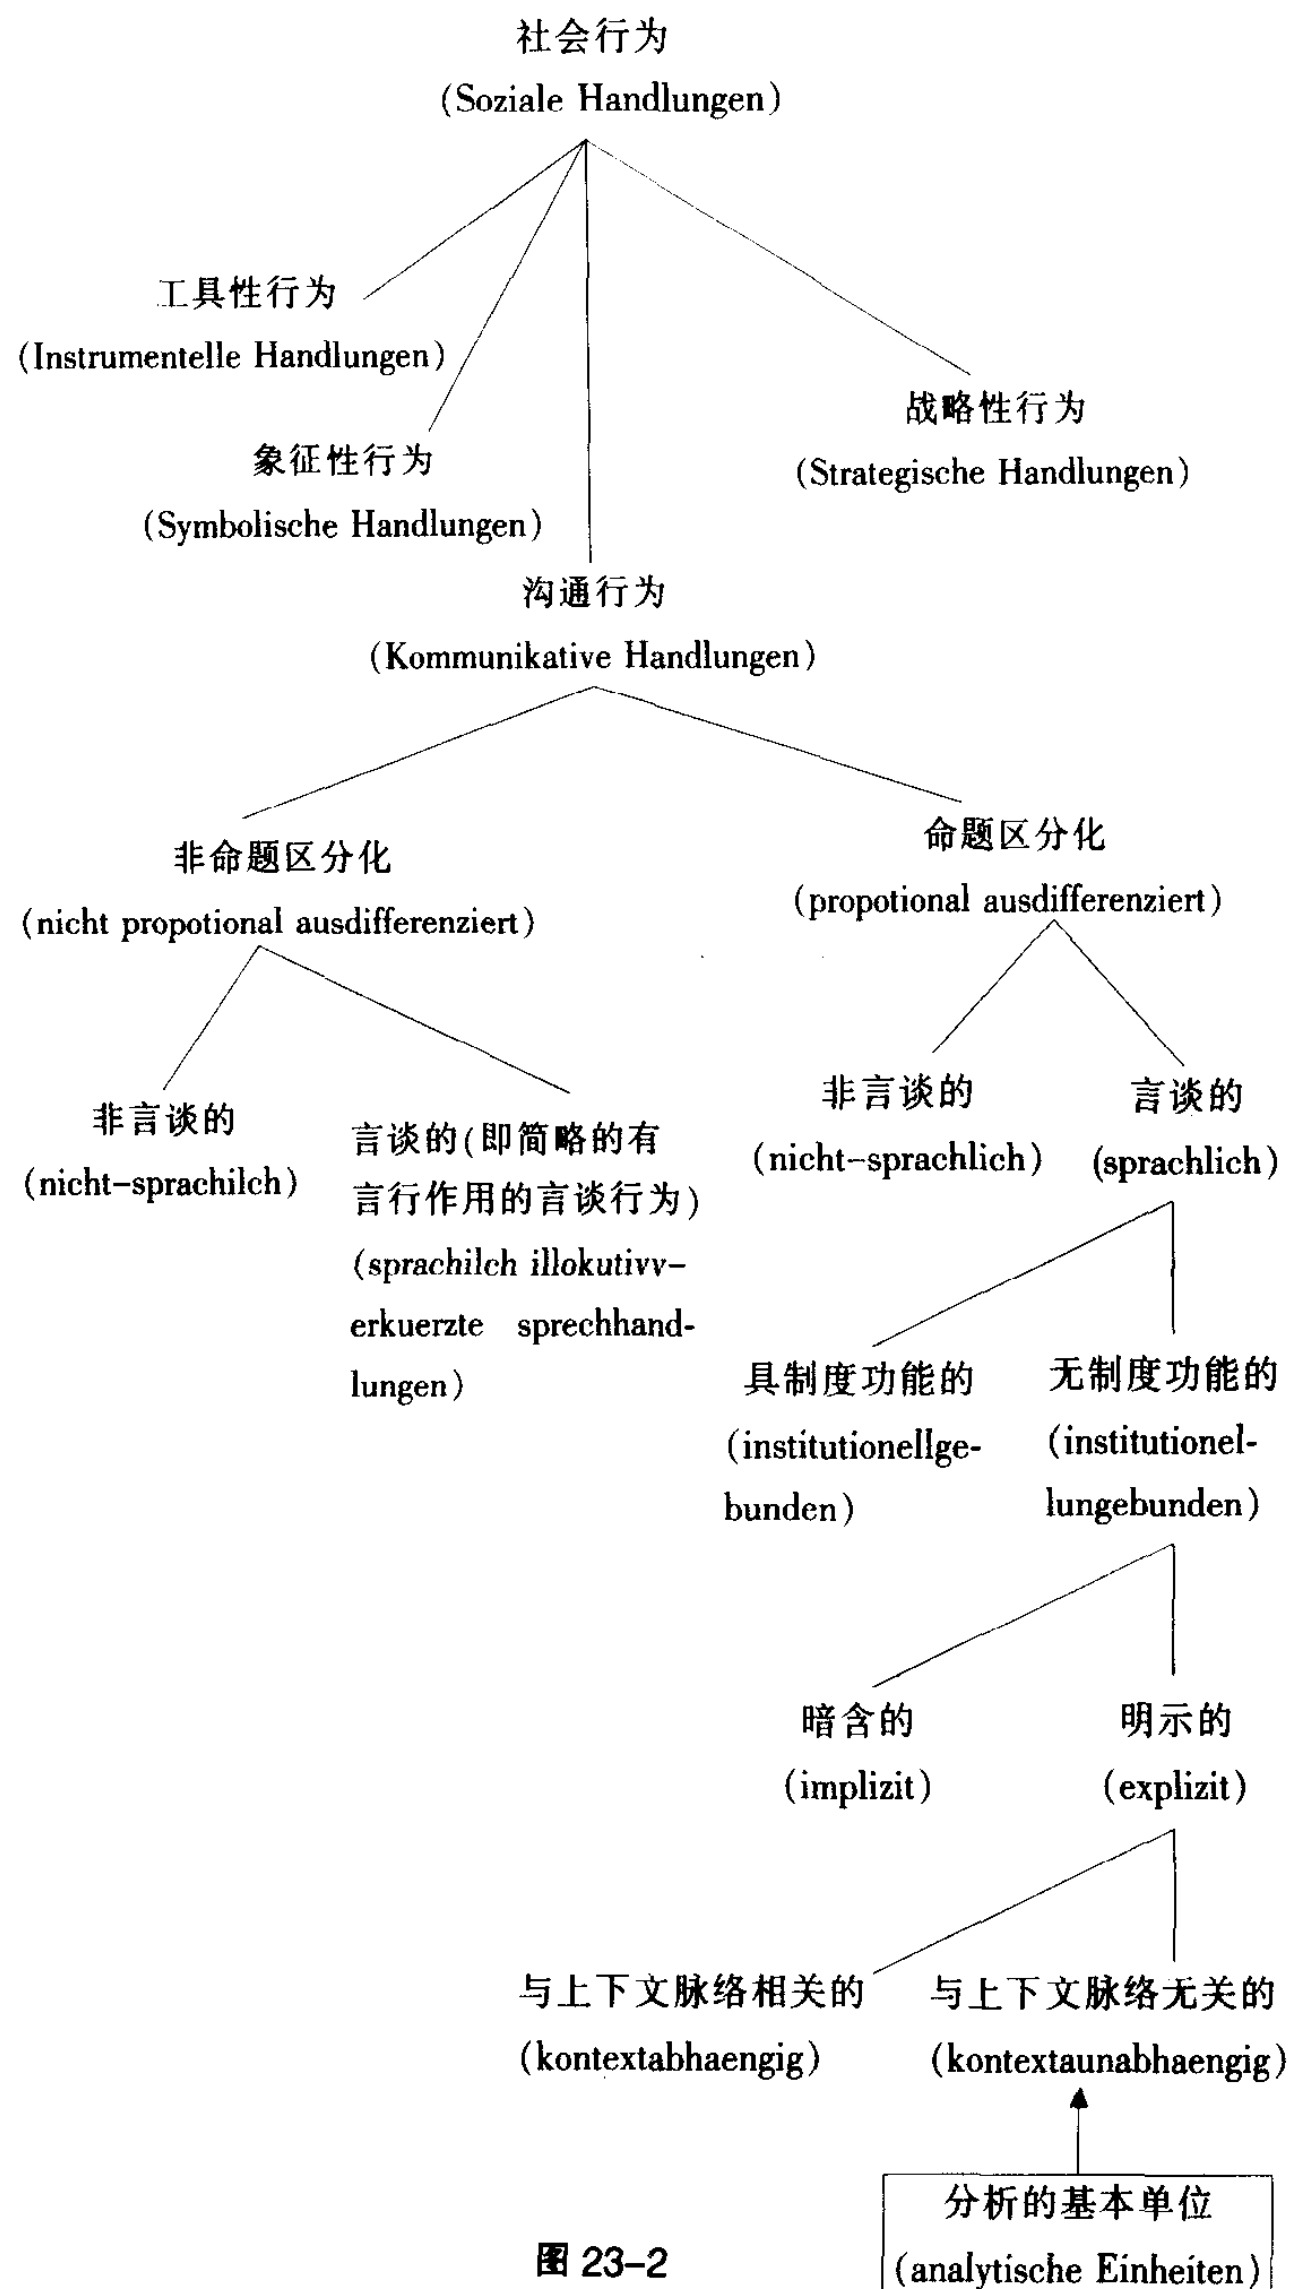 社会行为
(Soziale Handlungen)
工具性行为
(Instrumentelle Handlungen)
战略性行为
(Strategische Handlungen)
象征性行为
(Symbolische Handlungen)
沟通行为
(Kommunikative Handlungen)
非命题区分化
(nicht propotional ausdifferenziert)
命题区分化
(propotional ausdifferenziert)
非言谈的
(nicht-sprachilch)
言谈的(即简略的有
言行作用的言谈行为)
(sprachilch illokutivv-
erkuerzte sprechhand-
lungen)
非言谈的
(nicht-sprachlich)
言谈的
(sprachlich)
具制度功能的
(institutionellge-
bunden)
无制度功能的
(institutionel-
lungebunden)
暗含的
(implizit)
明示的
(explizit)
与上下文脉络相关的
(kontextabhaengig)
与上下文脉络无关的
(kontextaunabhaengig)
分析的基本单位
(analytische Einheiten)
图 23-2